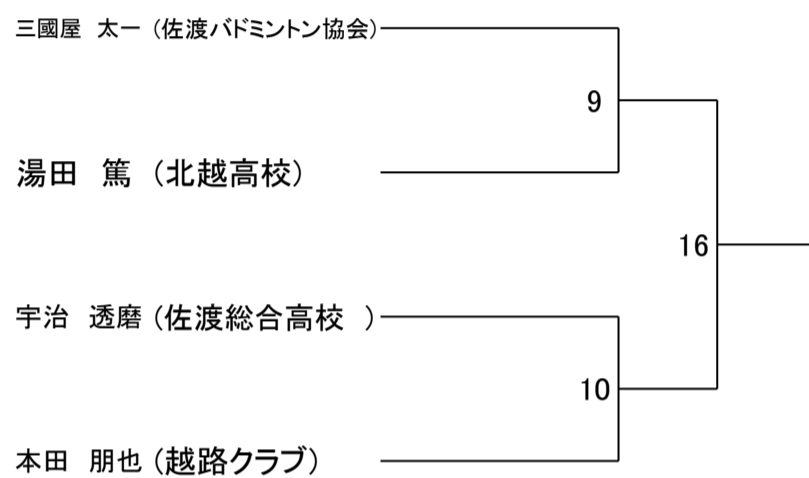 三國屋　太一（佐渡バドミントン協会）
9
湯田　篤　（北越高校）
16
宇治　透磨（佐渡総合高校　）
10
本田　朋也（越路クラブ）